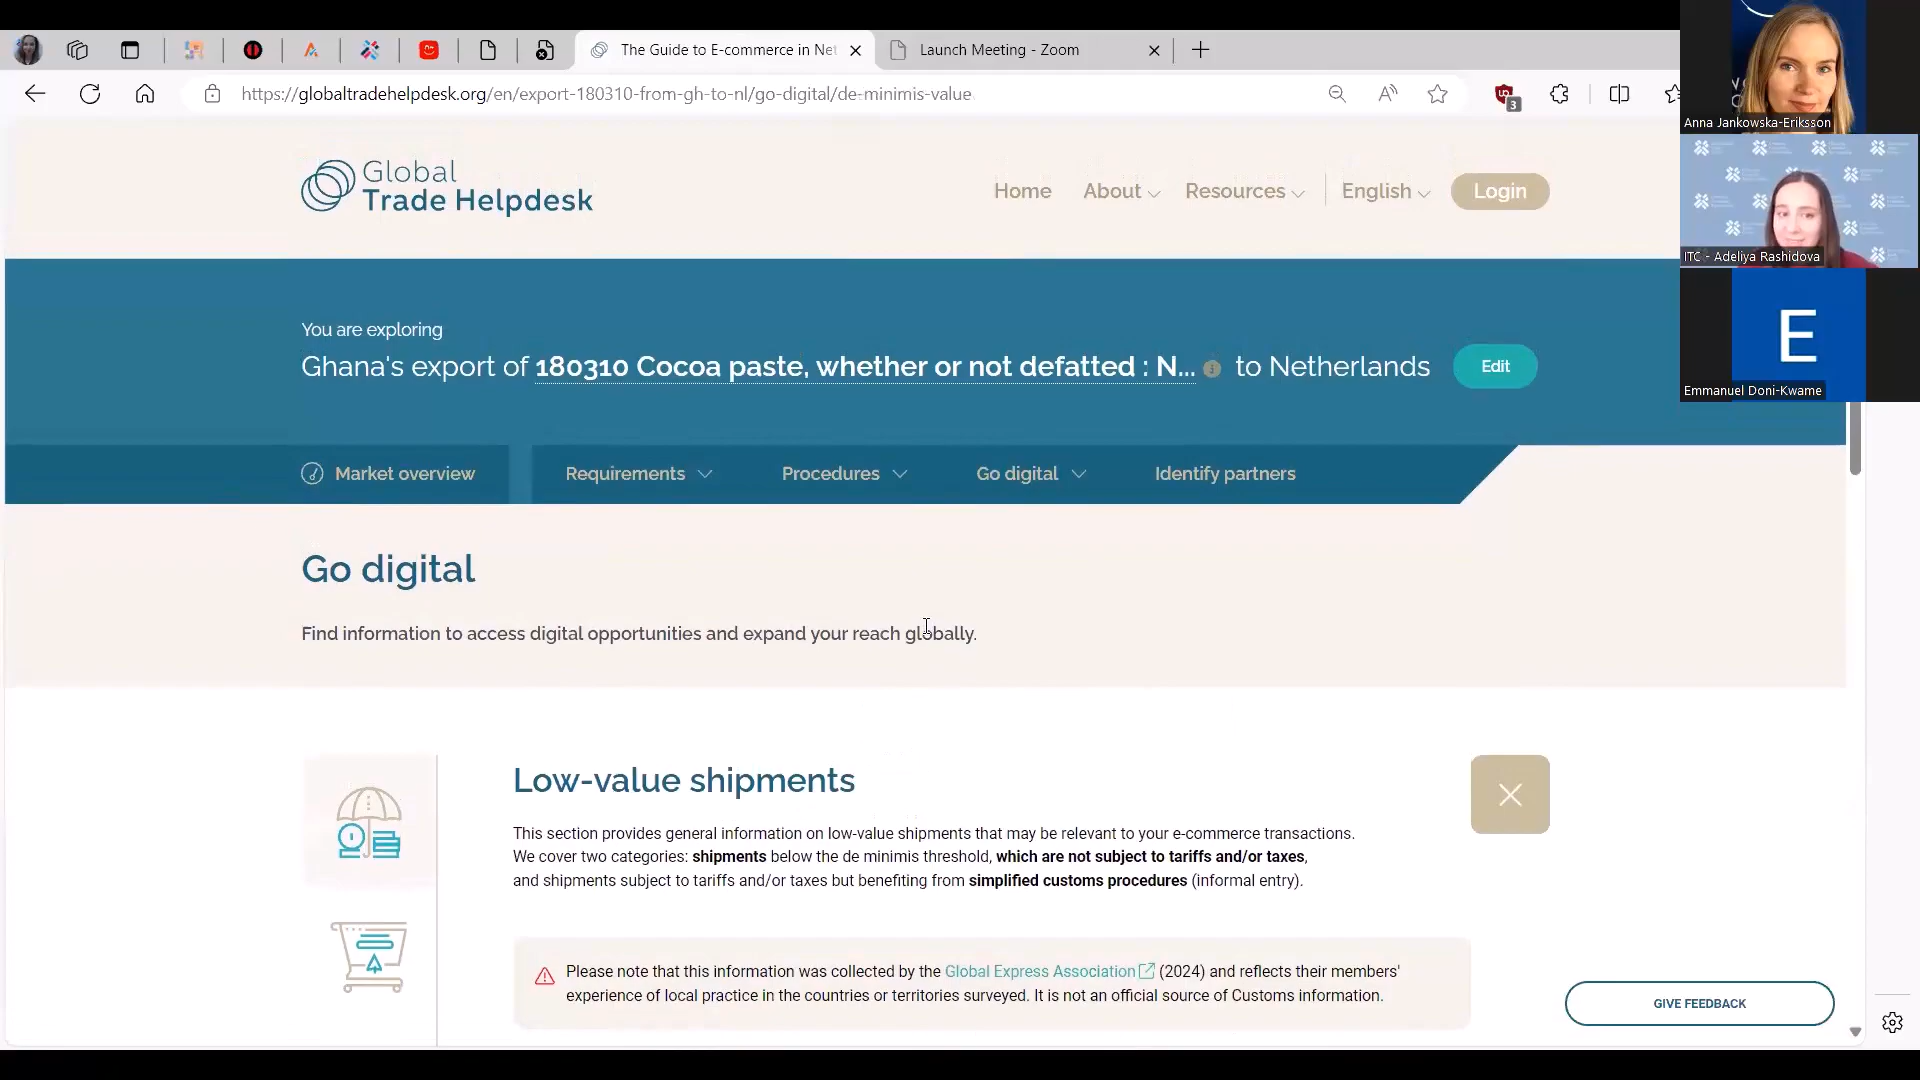 The Guide to E-commerce in Net
Launch Meeting - Zoom
https://globaltradehelpdesk.org/en/export-180310-from-gh-to-nl/go-digital/de-minimis-value
3
Anna Jankowska-Eriksson
Global
Trade Helpdesk
Home
About
Resources
English
Login
ITC - Adeliya Rashidova
E
Emmanuel Doni-Kwame
You are exploring
Ghana's export of 180310 Cocoa paste, whether or not defatted : N... to Netherlands
Edit
Market overview
Requirements
Procedures
Go digital
Identify partners
Go digital
Find information to access digital opportunities and expand your reach globally.
Low-value shipments
This section provides general information on low-value shipments that may be relevant to your e-commerce transactions.
We cover two categories: shipments below the de minimis threshold, which are not subject to tariffs and/or taxes,
and shipments subject to tariffs and/or taxes but benefiting from simplified customs procedures (informal entry).
Please note that this information was collected by the Global Express Association (2024) and reflects their members'
experience of local practice in the countries or territories surveyed. It is not an official source of Customs information.
GIVE FEEDBACK